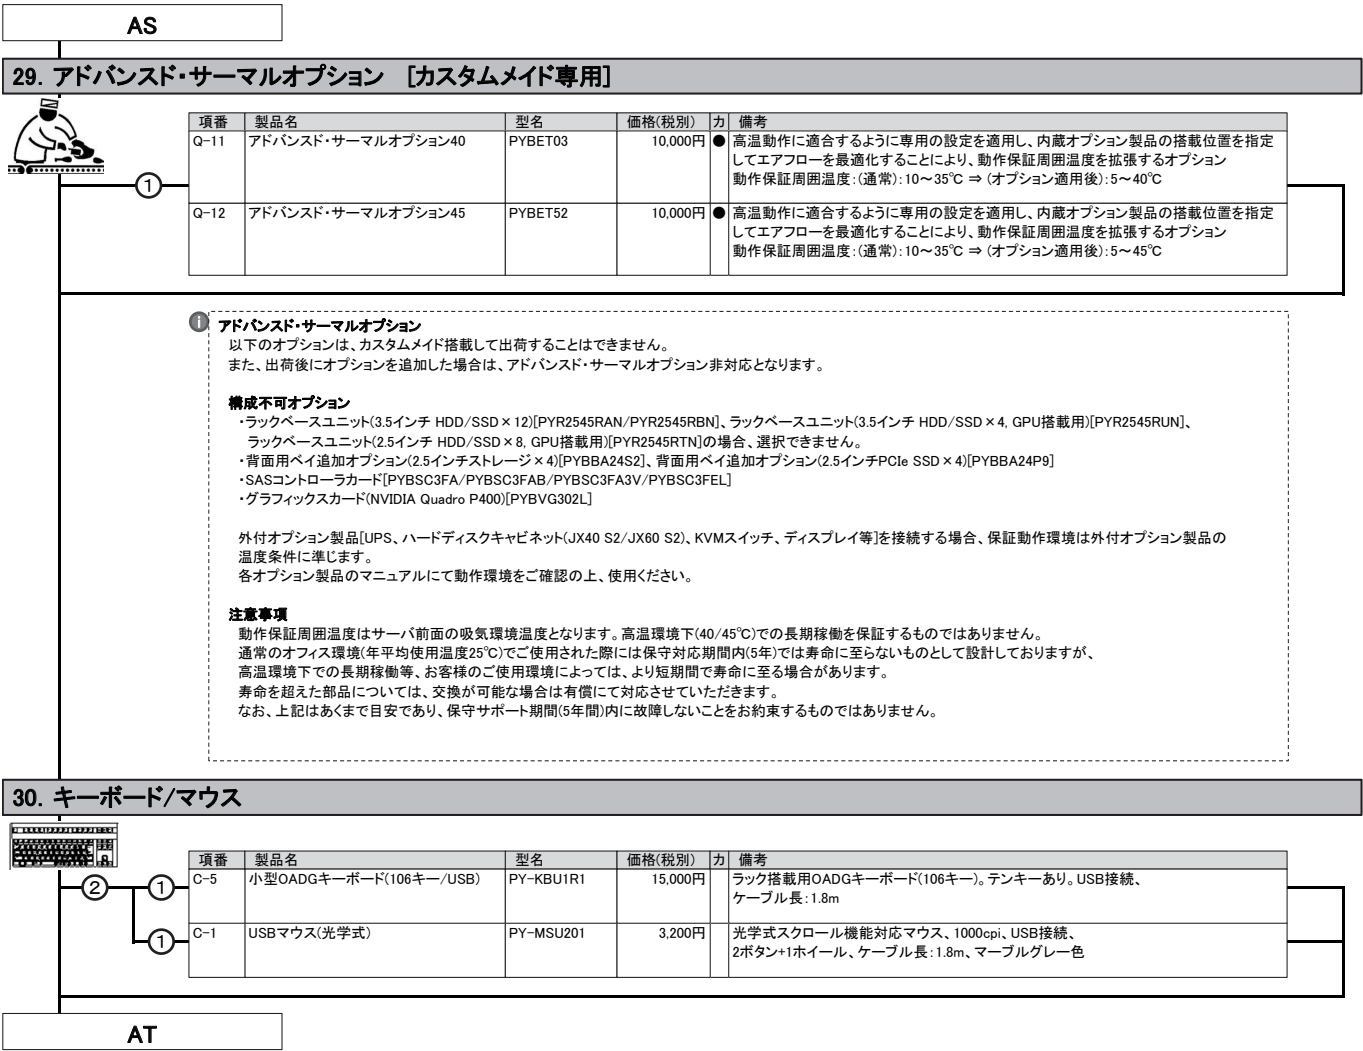 AS
29. アドバンスド・サーマルオプション [カスタムメイド専用]
項番 製品名 型名 価格(税別) カ 備考
Q-11 アドバンスド・サーマルオプション40 PYBET03 10,000円 ● 高温動作に適合するように専用の設定を適用し、内蔵オプション製品の搭載位置を指定
してエアフローを最適化することにより、動作保証周囲温度を拡張するオプション
動作保証周囲温度:(通常):10~35℃ ⇒ (オプション適用後):5~40℃
①
Q-12 アドバンスド・サーマルオプション45 PYBET52 10,000円 ● 高温動作に適合するように専用の設定を適用し、内蔵オプション製品の搭載位置を指定
してエアフローを最適化することにより、動作保証周囲温度を拡張するオプション
動作保証周囲温度:(通常):10~35℃ ⇒ (オプション適用後):5~45℃
i アドバンスド・サーマルオプション
以下のオプションは、カスタムメイド搭載して出荷することはできません。
また、出荷後にオプションを追加した場合は、アドバンスド・サーマルオプション非対応となります。
構成不可オプション
・ラックベースユニット(3.5インチ HDD/SSD×12)[PYR2545RAN/PYR2545RBN]、ラックベースユニット(3.5インチ HDD/SSD×4, GPU搭載用)[PYR2545RUN]、
ラックベースユニット(2.5インチ HDD/SSD×8, GPU搭載用)[PYR2545RTN]の場合、選択できません。
・背面用ベイ追加オプション(2.5インチストレージ×4)[PYBBA24S2]、背面用ベイ追加オプション(2.5インチPCIe SSD×4)[PYBBA24P9]
・SASコントローラカード[PYBSC3FA/PYBSC3FAB/PYBSC3FA3V/PYBSC3FEL]
・グラフィックスカード(NVIDIA Quadro P400)[PYBVG302L]
外付オプション製品[UPS、ハードディスクキャビネット(JX40 S2/JX60 S2)、KVMスイッチ、ディスプレイ等]を接続する場合、保証動作環境は外付オプション製品の
温度条件に準じます。
各オプション製品のマニュアルにて動作環境をご確認の上、使用ください。
注意事項
動作保証周囲温度はサーバ前面の吸気環境温度となります。高温環境下(40/45℃)での長期稼働を保証するものではありません。
通常のオフィス環境(年平均使用温度25℃)でご使用された際には保守対応期間内(5年)では寿命に至らないものとして設計しておりますが、
高温環境下での長期稼働等、お客様のご使用環境によっては、より短期間で寿命に至る場合があります。
寿命を超えた部品については、交換が可能な場合は有償にて対応させていただきます。
なお、上記はあくまで目安であり、保守サポート期間(5年間)内に故障しないことをお約束するものではありません。
30. キーボード/マウス
項番 製品名 型名 価格(税別) カ 備考
② ① C-5 小型OADGキーボード(106キー/USB) PY-KBU1R1 15,000円 ラック搭載用OADGキーボード(106キー)。テンキーあり。USB接続、
ケーブル長:1.8m
① C-1 USBマウス(光学式) PY-MSU201 3,200円 光学式スクロール機能対応マウス、1000cpi、USB接続、
2ボタン+1ホイール、ケーブル長:1.8m、マーブルグレー色
AT